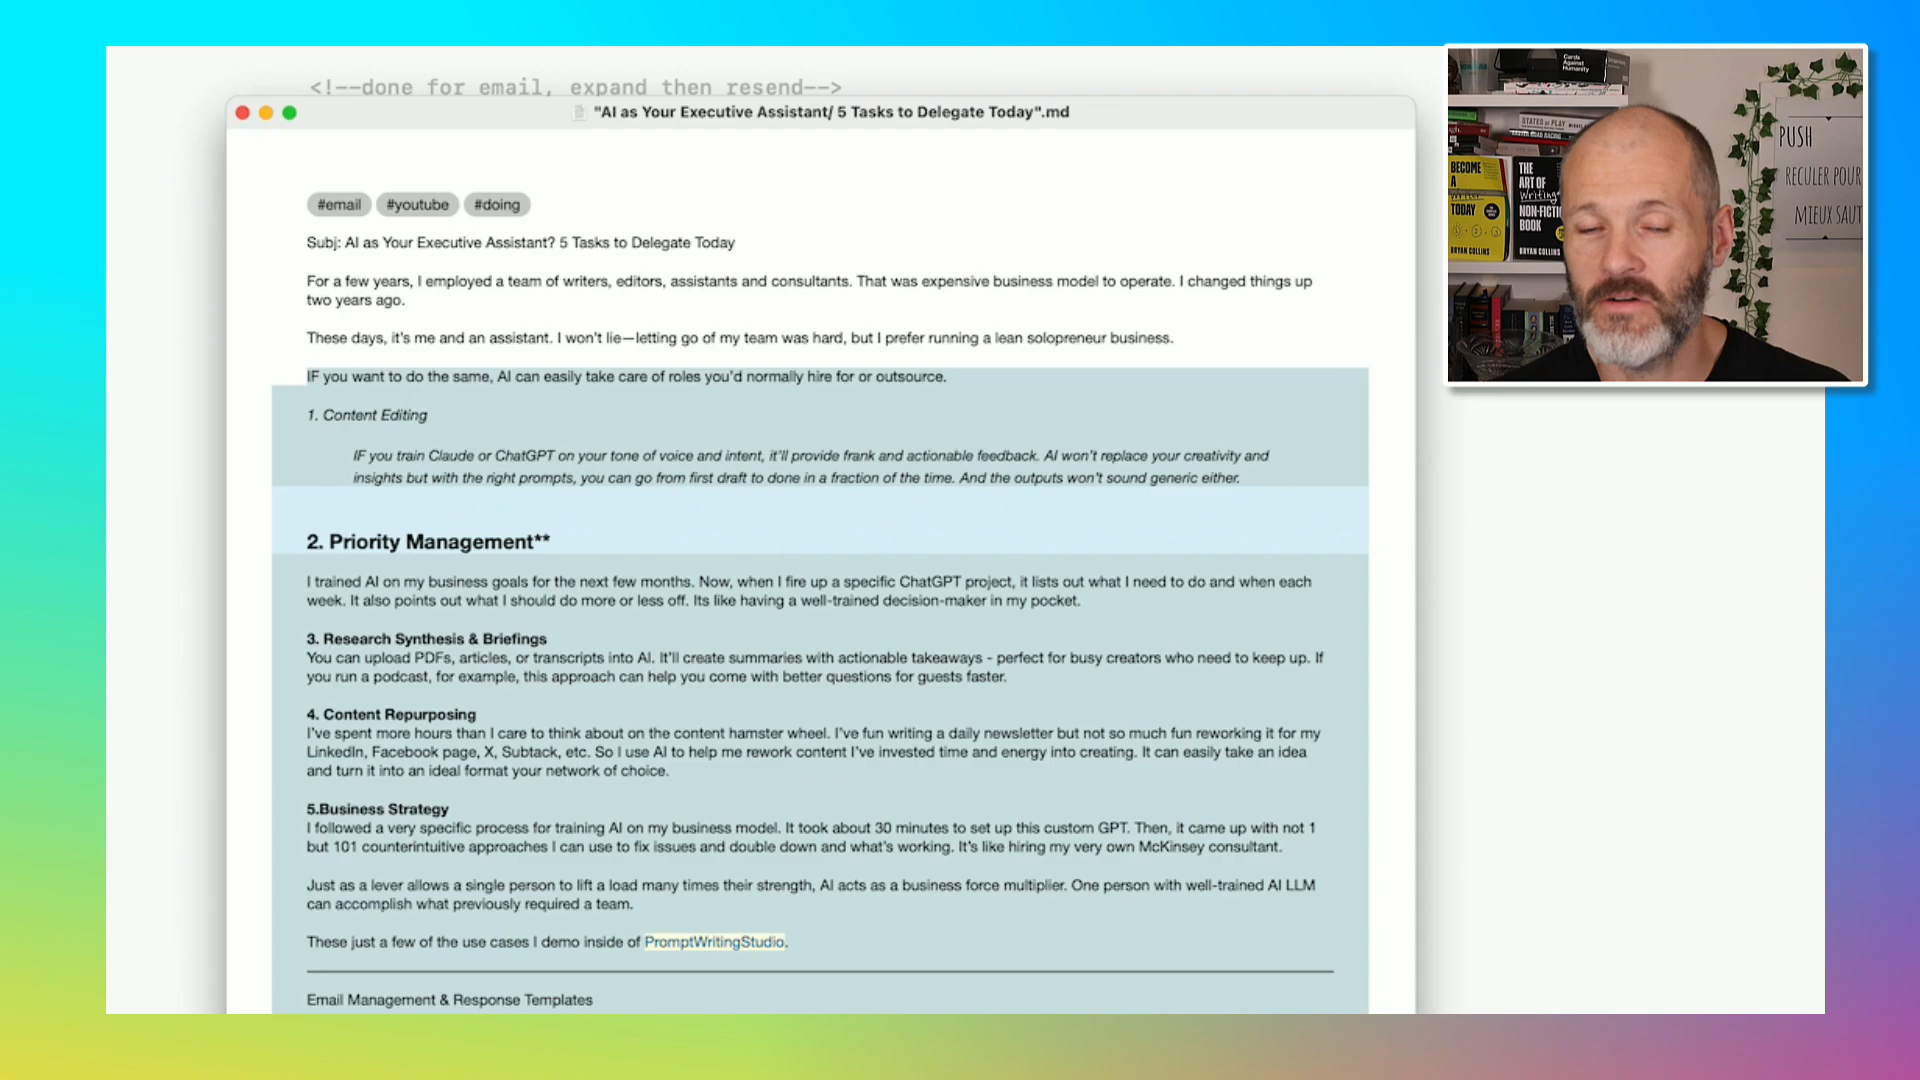 <!--done for email, expand then resend-->
"AI as Your Executive Assistant/ 5 Tasks to Delegate Today".md
#email #youtube #doing
Subj: AI as Your Executive Assistant? 5 Tasks to Delegate Today
For a few years, I employed a team of writers, editors, assistants and consultants. That was expensive business model to operate. I changed things up
two years ago.
These days, it's me and an assistant. I won't lie—letting go of my team was hard, but I prefer running a lean solopreneur business.
IF you want to do the same, AI can easily take care of roles you'd normally hire for or outsource.
1. Content Editing
IF you train Claude or ChatGPT on your tone of voice and intent, it'll provide frank and actionable feedback. AI won't replace your creativity and
insights but with the right prompts, you can go from first draft to done in a fraction of the time. And the outputs won't sound generic either.
2. Priority Management**
I trained AI on my business goals for the next few months. Now, when I fire up a specific ChatGPT project, it lists out what I need to do and when each
week. It also points out what I should do more or less off. Its like having a well-trained decision-maker in my pocket.
3. Research Synthesis & Briefings
You can upload PDFs, articles, or transcripts into AI. It'll create summaries with actionable takeaways - perfect for busy creators who need to keep up. If
you run a podcast, for example, this approach can help you come with better questions for guests faster.
4. Content Repurposing
I've spent more hours than I care to think about on the content hamster wheel. I've fun writing a daily newsletter but not so much fun reworking it for my
LinkedIn, Facebook page, X, Subtack, etc. So I use AI to help me rework content I've invested time and energy into creating. It can easily take an idea
and turn it into an ideal format your network of choice.
5.Business Strategy
I followed a very specific process for training AI on my business model. It took about 30 minutes to set up this custom GPT. Then, it came up with not 1
but 101 counterintuitive approaches I can use to fix issues and double down and what's working. It's like hiring my very own McKinsey consultant.
Just as a lever allows a single person to lift a load many times their strength, AI acts as a business force multiplier. One person with well-trained AI LLM
can accomplish what previously required a team.
These just a few of the use cases I demo inside of PromptWritingStudio.
Email Management & Response Templates
Cards
Against
Humanity
STATES OF PLAY
BECOME
A
TODAY
BRYAN COLLINS
THE
ART OF
Writing
NON-FICTI
BOOK
BRYAN COLLINS
PUSH
RECULER POUR
MIEUX SAUT